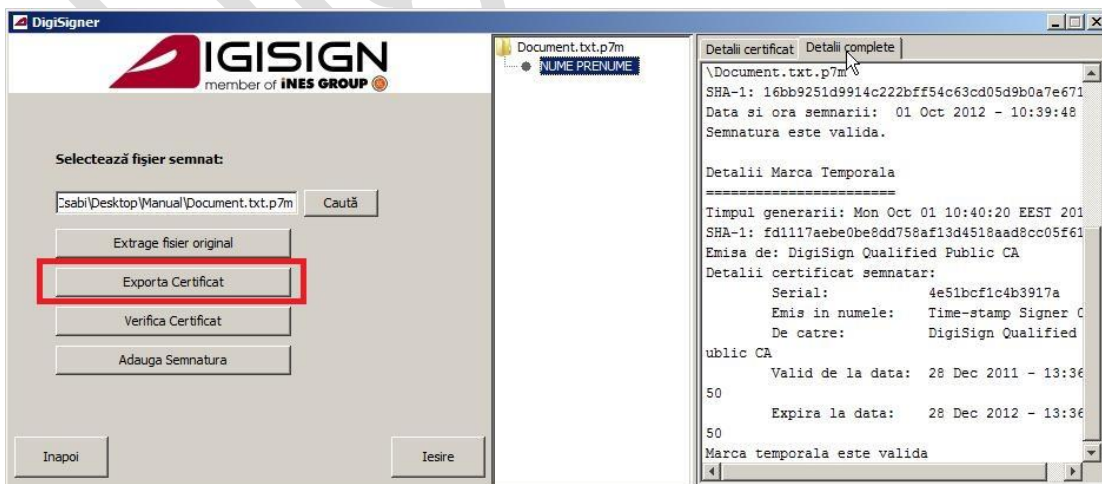 DigiSigner
DIGISIGN
member of iNES GROUP
Selectează fişier semnat:
\Desktop\Manual\Document.txt.p7m
Caută
Extrage fisier original
Exporta Certificat
Verifica Certificat
Adauga Semnatura
Inapoi
Iesire
Document.txt.p7m
NUME PRENUME
Detalii certificat
Detalii complete
\Document.txt.p7m
SHA-1: 16bb9251d9914c222bff54c63cd05d9b0a7e671
Data si ora semnarii: 01 Oct 2012 - 10:39:48
Semnatura este valida.
Detalii Marca Temporala
=======================
Timpul generarii: Mon Oct 01 10:40:20 EEST 201
SHA-1: fd1117aebe0be8dd758af13d4518aad8cc05f61
Emisa de: DigiSign Qualified Public CA
Detalii certificat semnatar:
Serial: 4e51bcf1c4b3917a
Emis in numele: Time-stamp Signer
De catre: DigiSign Qualified
ublic CA
Valid de la data: 28 Dec 2011 - 13:36
50
Expira la data: 28 Dec 2012 - 13:36
50
Marca temporala este valida